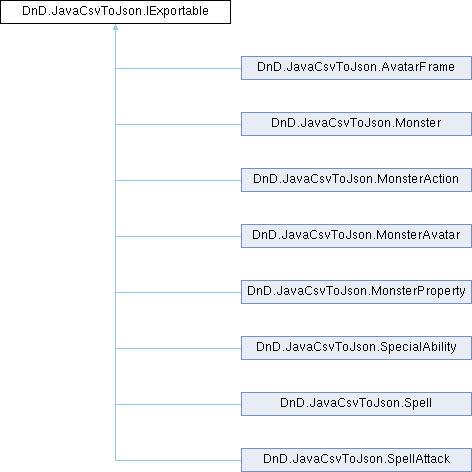 DnD.JavaCsvToJson.IExportable
DnD.JavaCsvToJson.AvatarFrame
DnD.JavaCsvToJson.Monster
DnD.JavaCsvToJson.MonsterAction
DnD.JavaCsvToJson.MonsterAvatar
DnD.JavaCsvToJson.MonsterProperty
DnD.JavaCsvToJson.SpecialAbility
DnD.JavaCsvToJson.Spell
DnD.JavaCsvToJson.SpellAttack